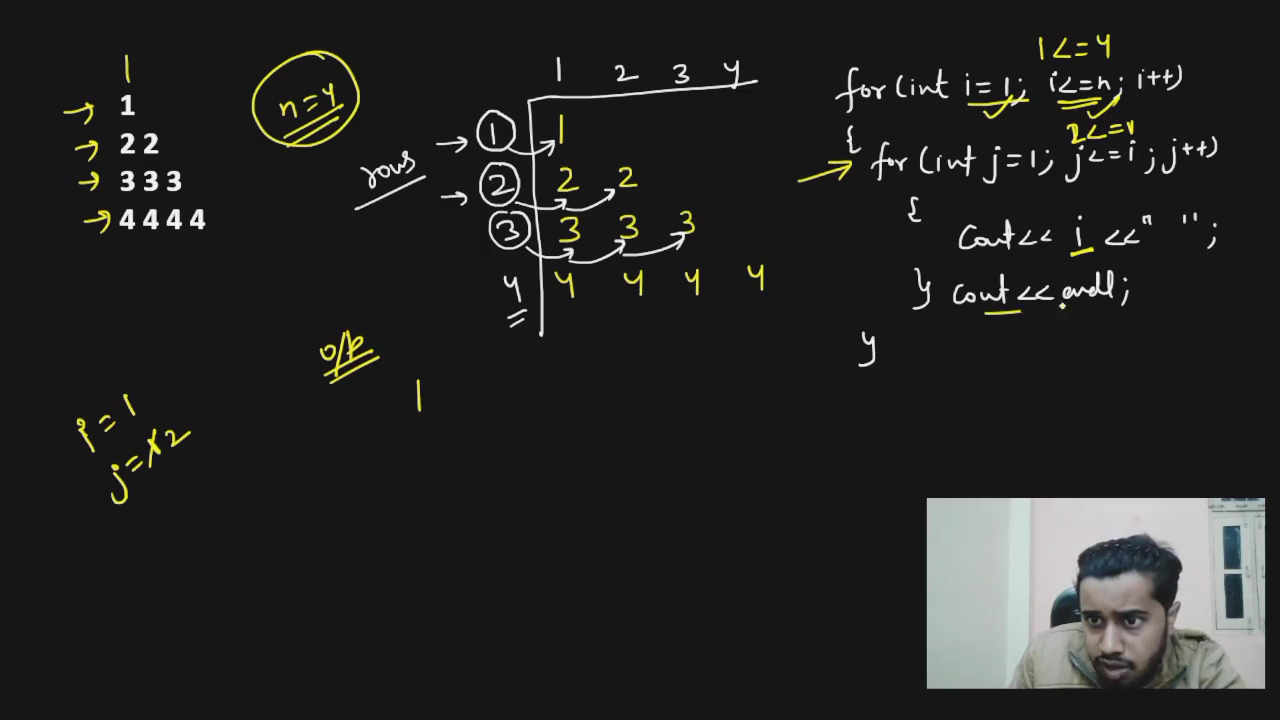 1
1
2 2
3 3 3
4 4 4 4
n=4
rows
1 2 3 4
1 1
2 2 2
3 3 3 3
4 4 4 4 4
1<=4
for(int i=1; i<=n; i++)
{
2<=1
for (int j=1; j<=i; j++)
{
Cout<< i <<" ";
} cout<<endl;
}
o/p
1
i=1
j=1 2